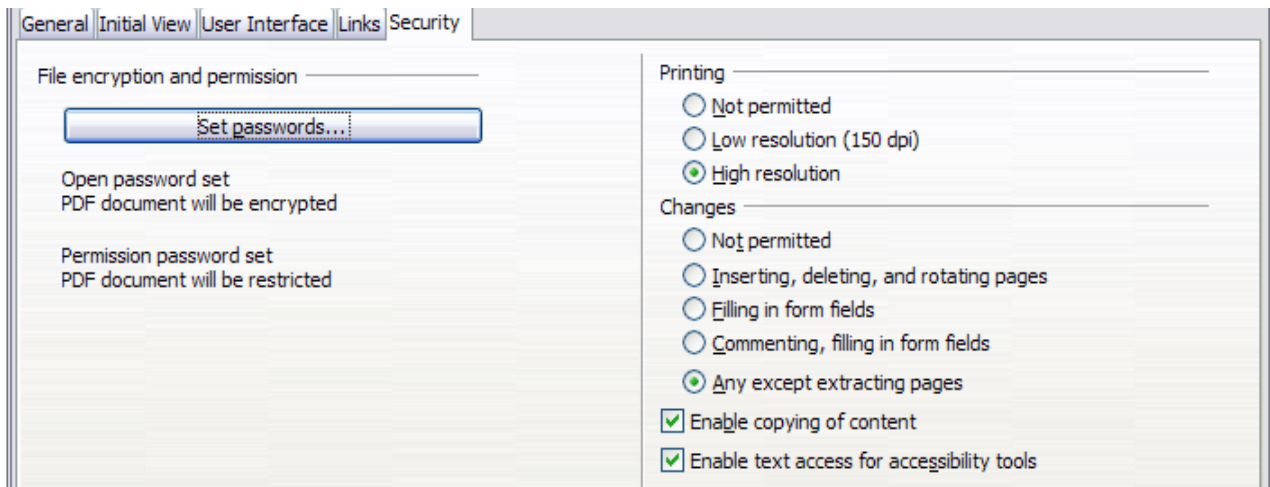 General Initial View User Interface Links Security
File encryption and permission
Set passwords...
Open password set
PDF document will be encrypted
Permission password set
PDF document will be restricted
Printing
Not permitted
Low resolution (150 dpi)
High resolution
Changes
Not permitted
Inserting, deleting, and rotating pages
Filling in form fields
Commenting, filling in form fields
Any except extracting pages
Enable copying of content
Enable text access for accessibility tools